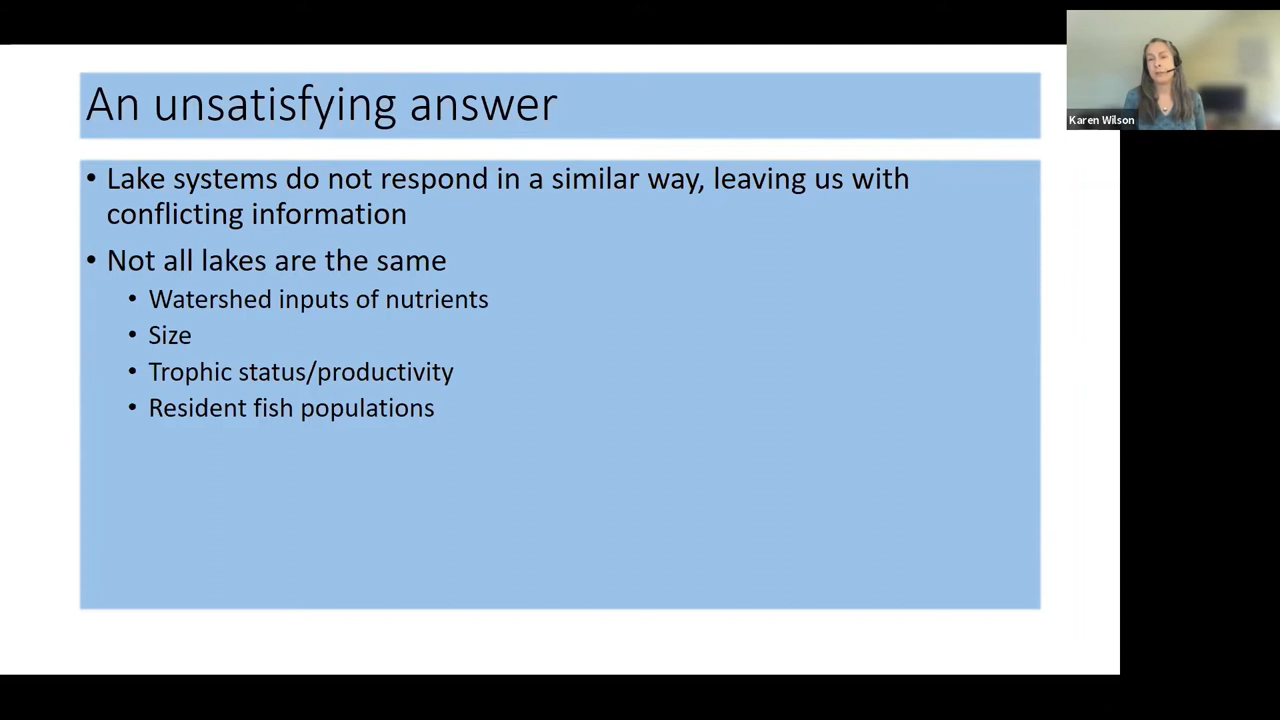 An unsatisfying answer
• Lake systems do not respond in a similar way, leaving us with
conflicting information
• Not all lakes are the same
• Watershed inputs of nutrients
• Size
• Trophic status/productivity
• Resident fish populations
Karen Wilson